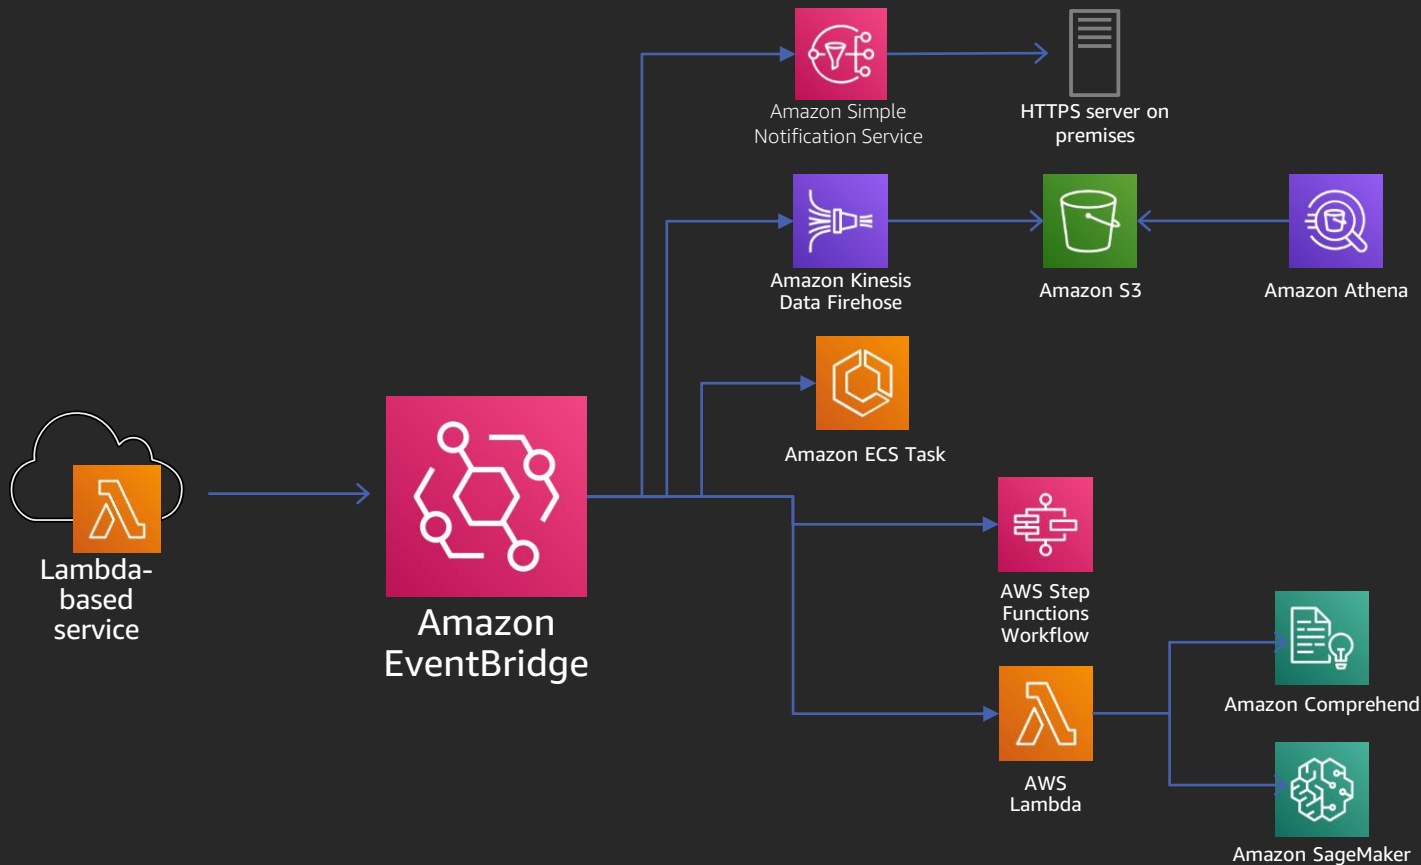 Amazon Simple
Notification Service
HTTPS server on
premises
Amazon Kinesis
Data Firehose
Amazon S3
Amazon Athena
Amazon ECS Task
Lambda-
based
service
Amazon
EventBridge
AWS Step
Functions
Workflow
Amazon Comprehend
AWS
Lambda
Amazon SageMaker